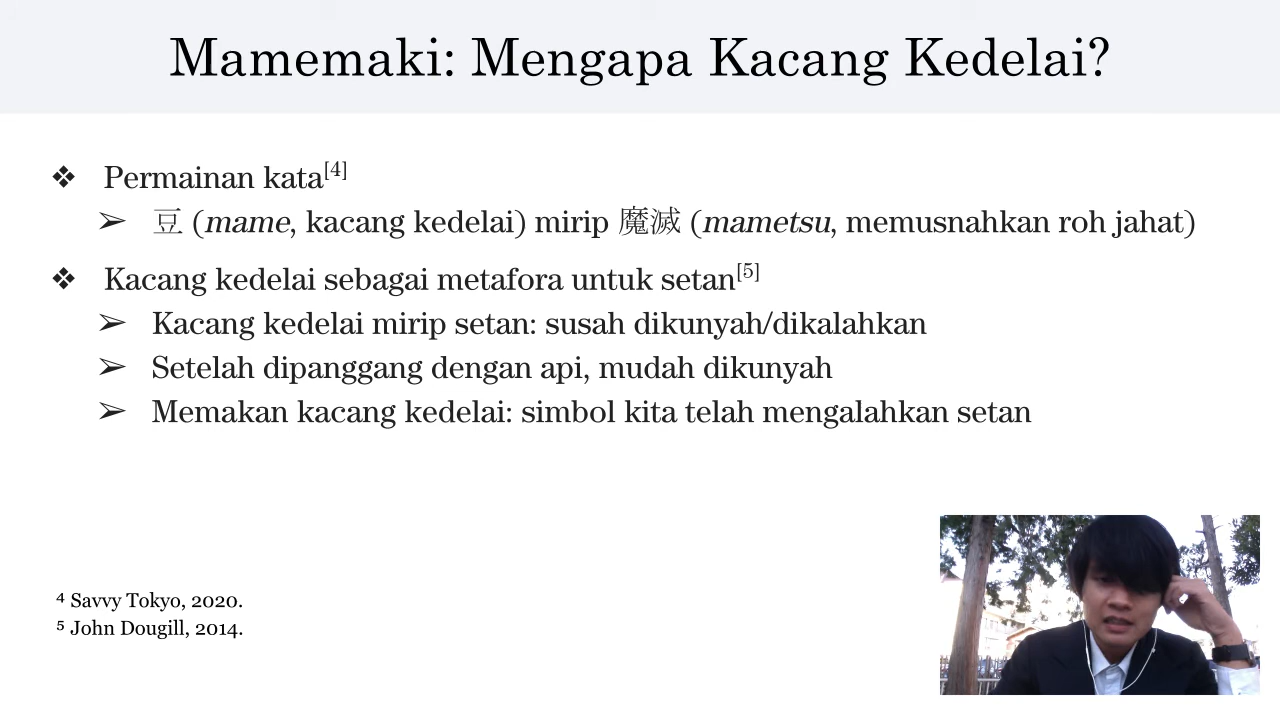 Mamemaki: Mengapa Kacang Kedelai?
❖ Permainan kata[4]
➢ 豆 (mame, kacang kedelai) mirip 魔滅 (mametsu, memusnahkan roh jahat)
❖ Kacang kedelai sebagai metafora untuk setan[5]
➢ Kacang kedelai mirip setan: susah dikunyah/dikalahkan
➢ Setelah dipanggang dengan api, mudah dikunyah
➢ Memakan kacang kedelai: simbol kita telah mengalahkan setan
⁴ Savvy Tokyo, 2020.
⁵ John Dougill, 2014.